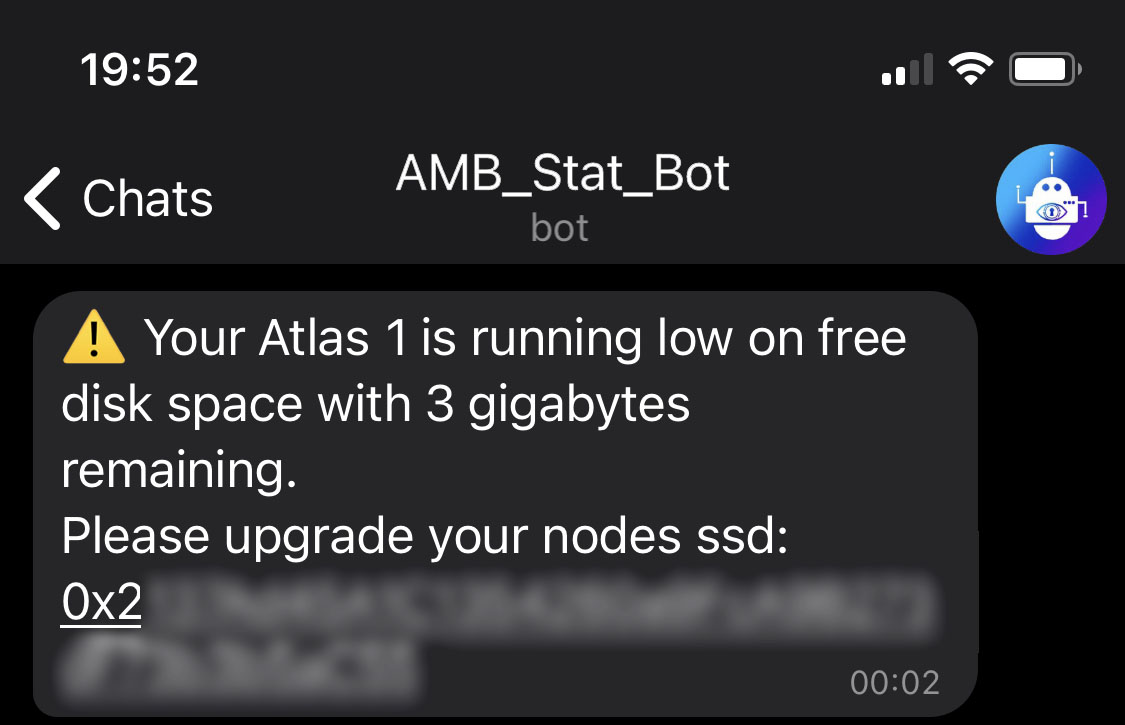 19:52
Chats
AMB_Stat_Bot
bot
⚠️ Your Atlas 1 is running low on free
disk space with 3 gigabytes
remaining.
Please upgrade your nodes ssd:
0x2
00:02